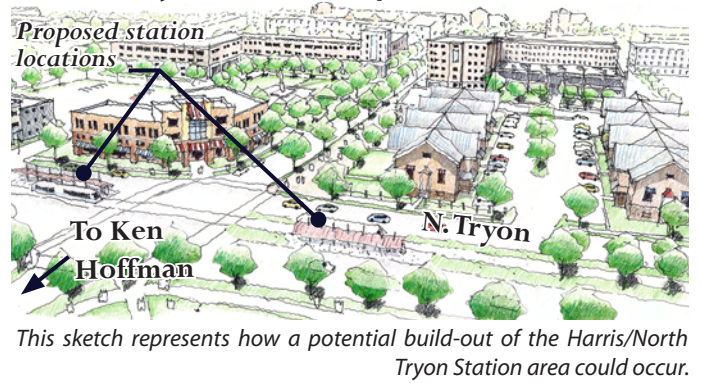 Proposed station
locations
N. Tryon
To Ken
Hoffman
This sketch represents how a potential build-out of the Harris/North
Tryon Station area could occur.